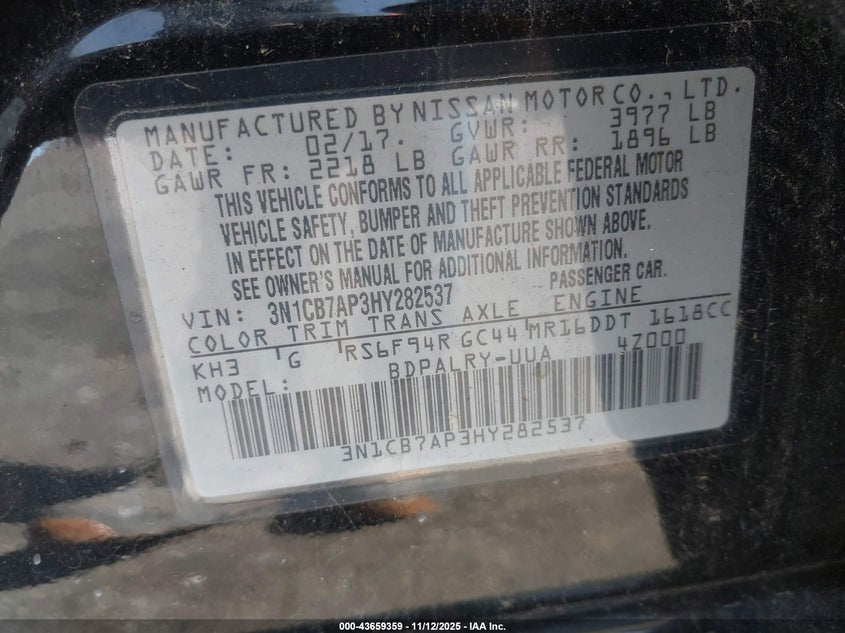 MANUFACTURED BY NISSAN MOTOR CO., LTD.
DATE: 02/17. GVWR: 3977 LB
GAWR FR: 2218 LB GAWR RR: 1896 LB
THIS VEHICLE CONFORMS TO ALL APPLICABLE FEDERAL MOTOR
VEHICLE SAFETY, BUMPER AND THEFT PREVENTION STANDARDS
IN EFFECT ON THE DATE OF MANUFACTURE SHOWN ABOVE.
SEE OWNER'S MANUAL FOR ADDITIONAL INFORMATION.
VIN: 3N1CB7AP3HY282537 PASSENGER CAR.
COLOR TRIM TRANS AXLE ENGINE
KH3 G RS6F94R GC44 MR16DDT 1618CC
MODEL: BDPALRY-UUA 4Z000
3N1CB7AP3HY282537
000-43659359 - 11/12/2025 - IAA Inc.